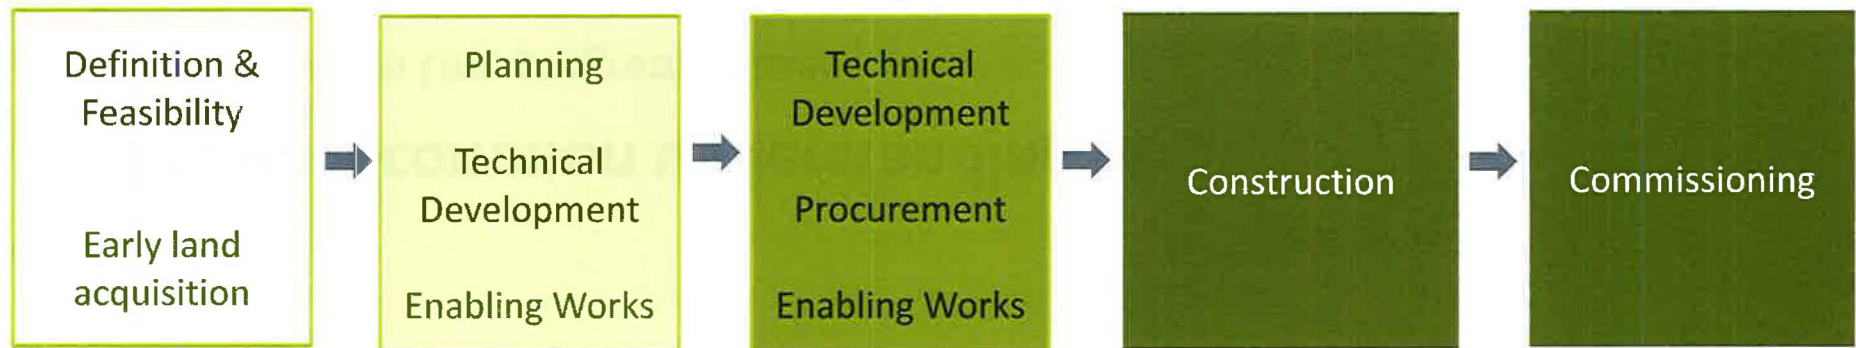 Definition &
Feasibility
Early land
acquisition
Planning
Technical
Development
Enabling Works
Technical
Development
Procurement
Enabling Works
Construction
Commissioning